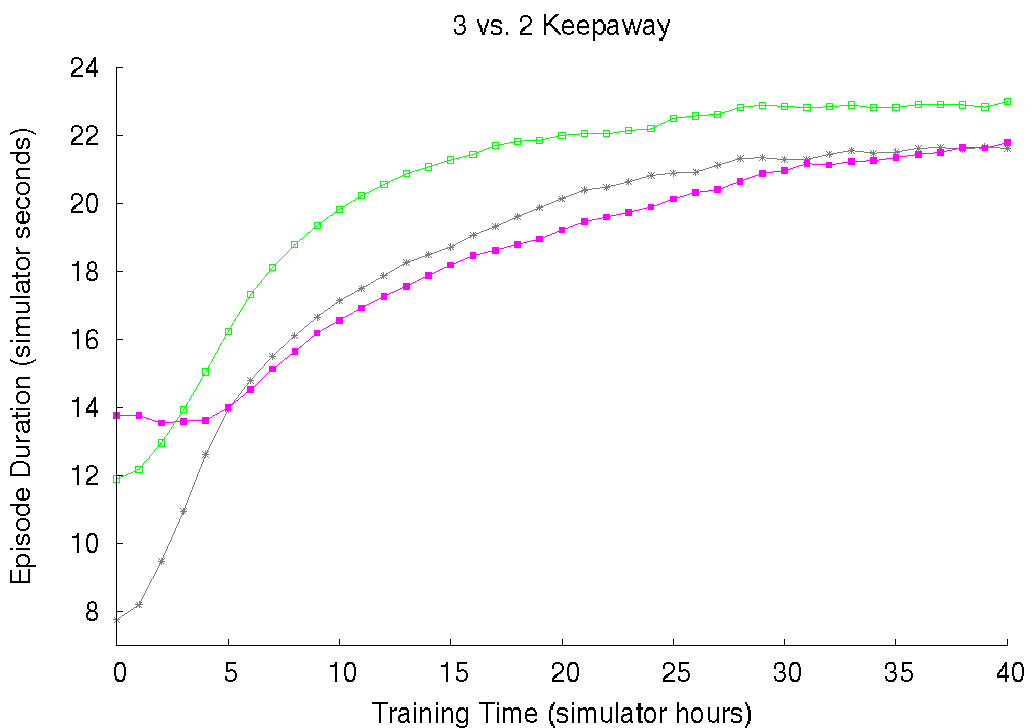 3 vs. 2 Keepaway
24
22
20
18
16
14
12
10
8
Episode Duration (simulator seconds)
0 5 10 15 20 25 30 35 40
Training Time (simulator hours)